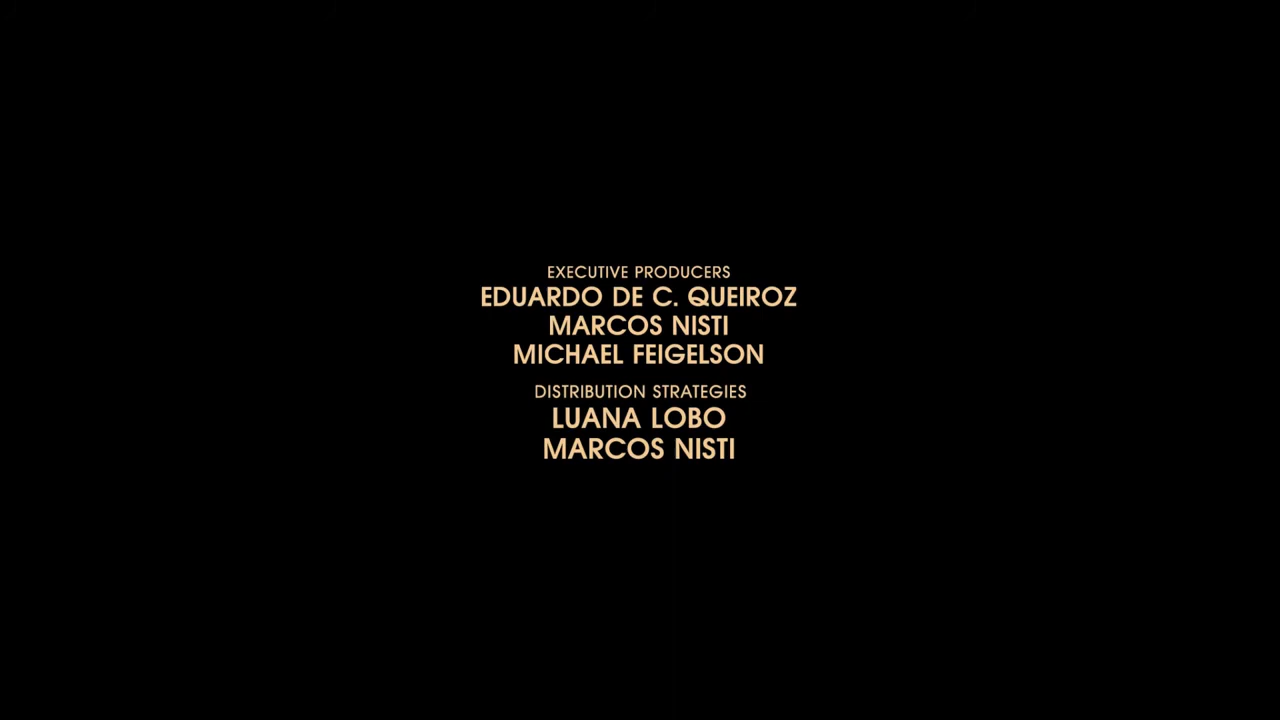 EXECUTIVE PRODUCERS
EDUARDO DE C. QUEIROZ
MARCOS NISTI
MICHAEL FEIGELSON
DISTRIBUTION STRATEGIES
LUANA LOBO
MARCOS NISTI